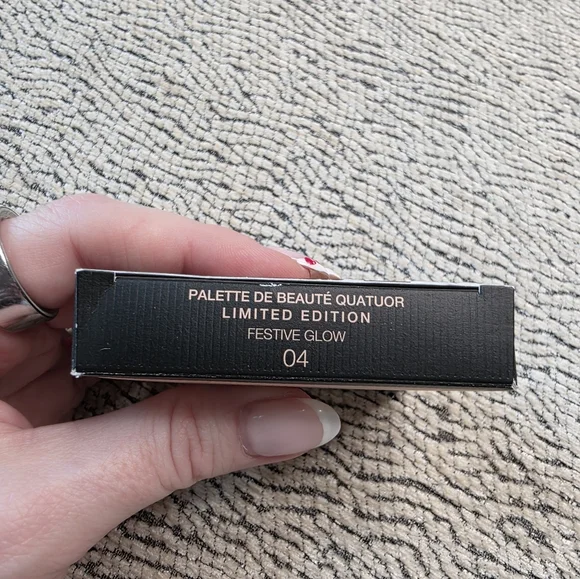 PALETTE DE BEAUTÉ QUATUOR
LIMITED EDITION
FESTIVE GLOW
04